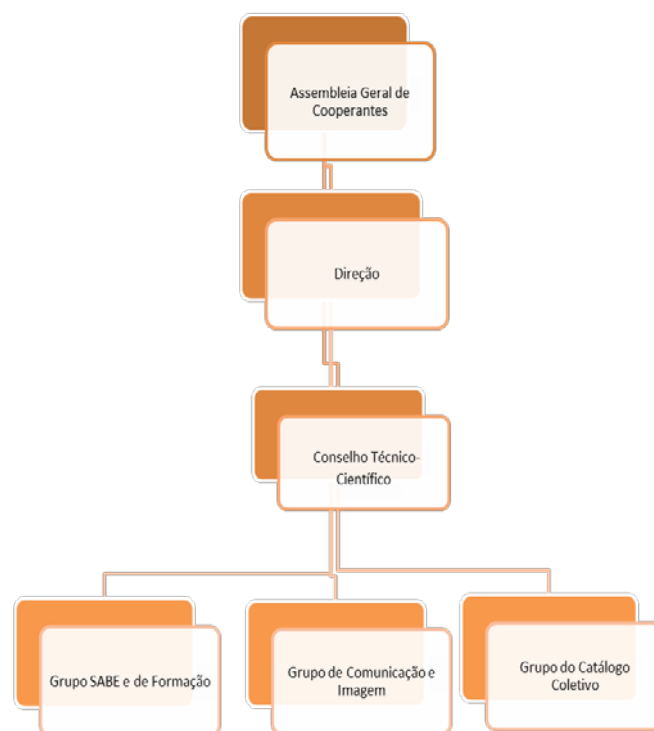 Assembleia Geral de
Cooperantes
Direção
Conselho Técnico-
Científico
Grupo SABE e de Formação
Grupo de Comunicação e
Imagem
Grupo do Catálogo
Coletivo